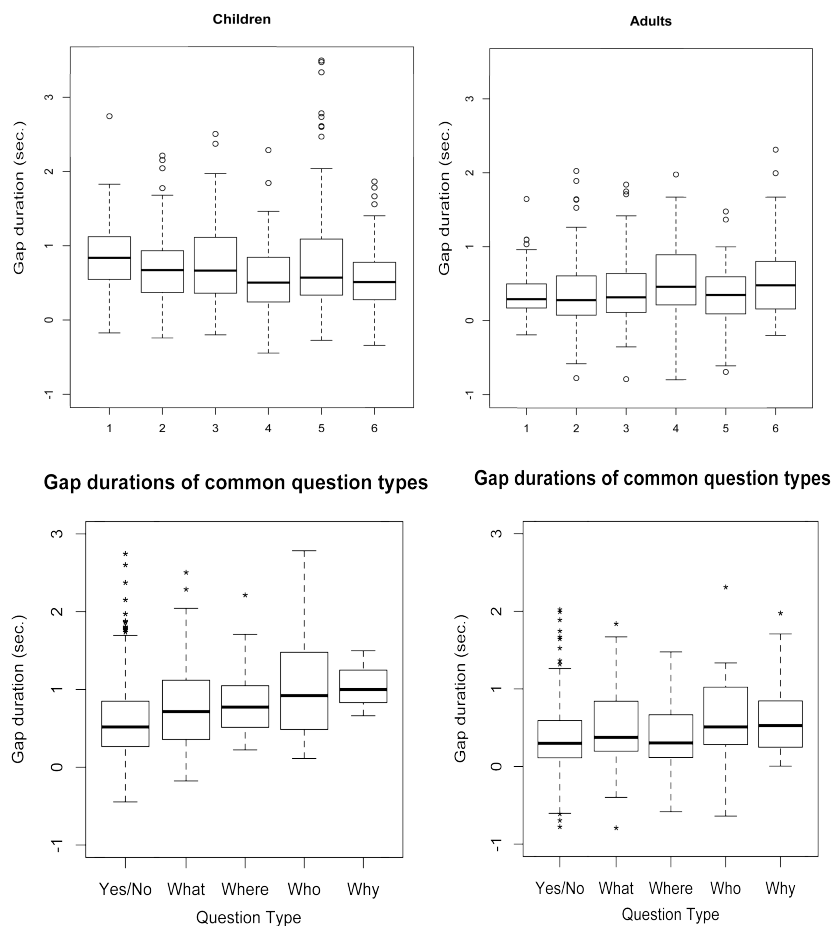 Children
Gap duration (sec.)
3
2
1
0
-1
1 2 3 4 5 6
Adults
Gap duration (sec.)
3
2
1
0
-1
1 2 3 4 5 6
Gap durations of common question types
Gap duration (sec.)
3
2
1
0
-1
Yes/No What Where Who Why
Question Type
Gap durations of common question types
Gap duration (sec.)
3
2
1
0
-1
Yes/No What Where Who Why
Question Type